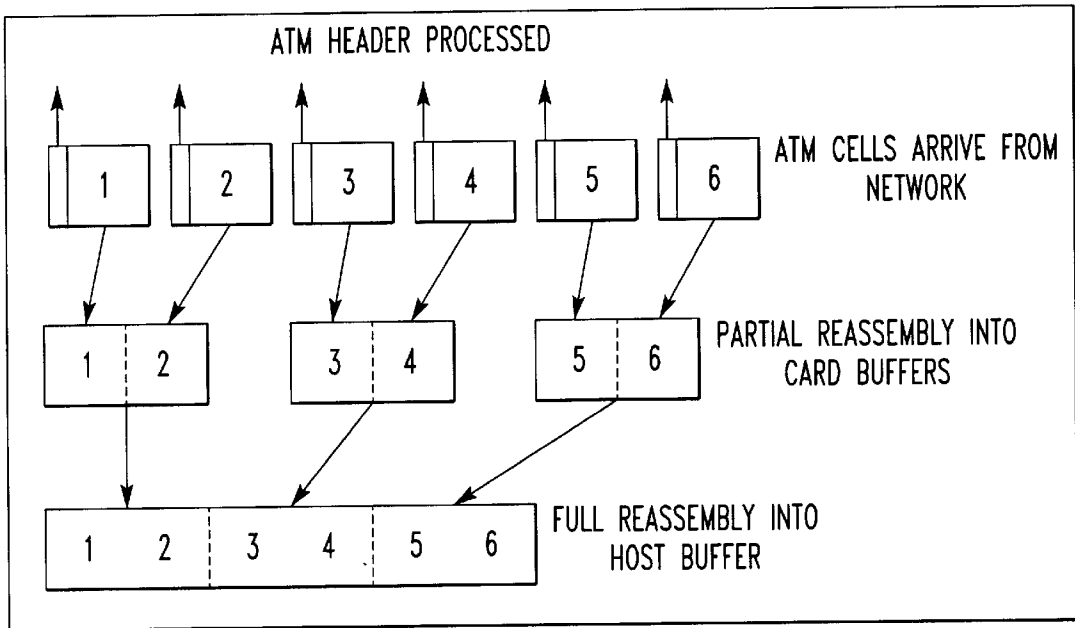 ATM HEADER PROCESSED
1 2 3 4 5 6
ATM CELLS ARRIVE FROM
NETWORK
1 2 3 4 5 6
PARTIAL REASSEMBLY INTO
CARD BUFFERS
1 2 3 4 5 6
FULL REASSEMBLY INTO
HOST BUFFER